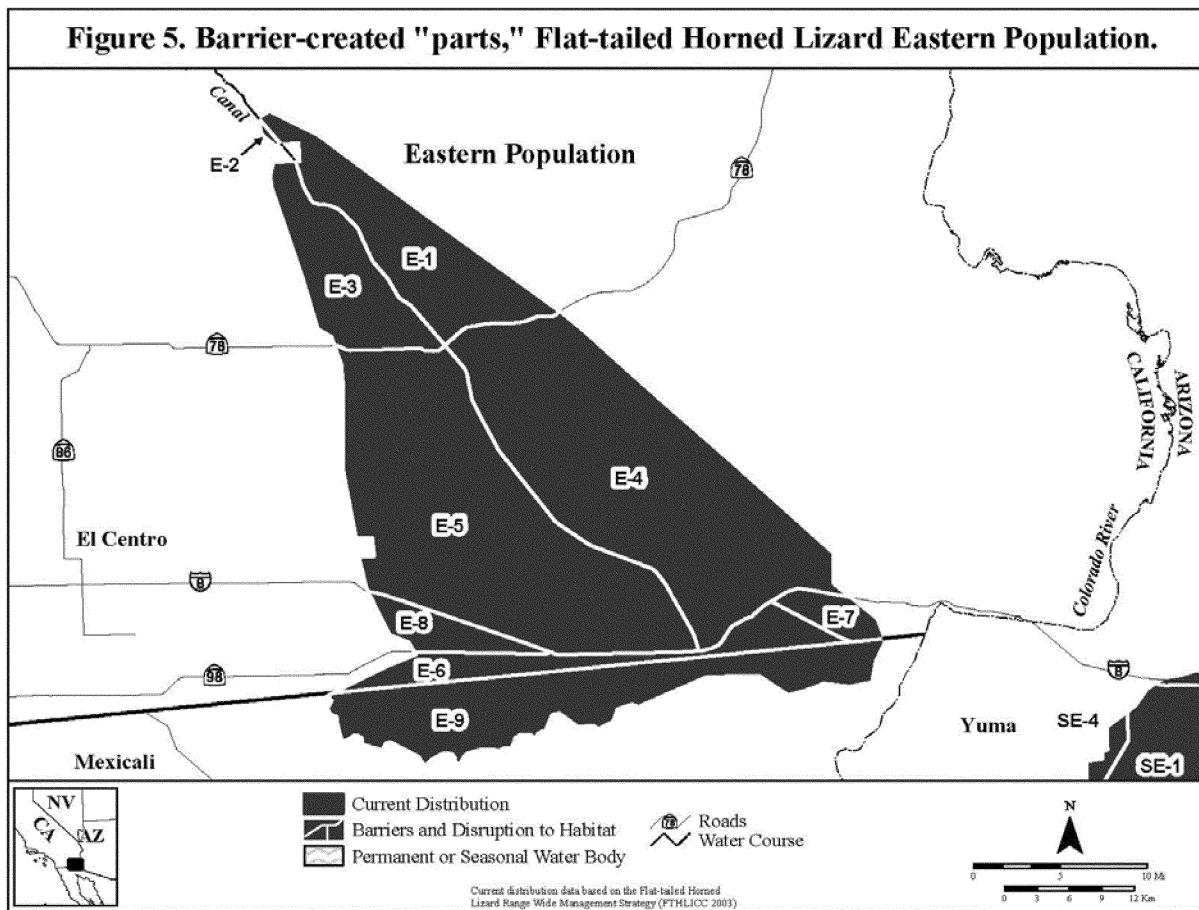 Figure 5. Barrier-created "parts," Flat-tailed Horned Lizard Eastern Population.
Canal
E-2
Eastern Population
78
E-1
E-3
78
CALIFORNIA
ARIZONA
86
E-4
E-5
El Centro
Colorado River
8
E-7
E-8
E-6
98
8
E-9
Yuma
SE-4
Mexicali
SE-1
NV
CA
AZ
Current Distribution
Barriers and Disruption to Habitat
Permanent or Seasonal Water Body
78 Roads
Water Course
N
0 5 10 Mi
0 3 6 9 12 Km
Current distribution data based on the Flat-tailed Horned
Lizard Range Wide Management Strategy (FTHLICC 2003)